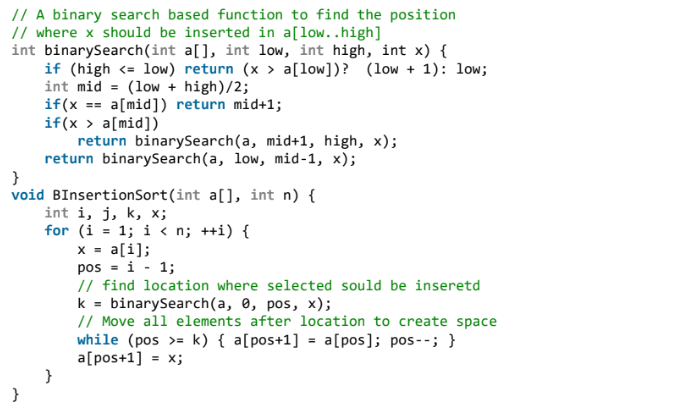 // A binary search based function to find the position
// where x should be inserted in a[low..high]
int binarySearch(int a[], int low, int high, int x) {
    if (high <= low) return (x > a[low])?  (low + 1): low;
    int mid = (low + high)/2;
    if(x == a[mid]) return mid+1;
    if(x > a[mid])
        return binarySearch(a, mid+1, high, x);
    return binarySearch(a, low, mid-1, x);
}
void BInsertionSort(int a[], int n) {
    int i, j, k, x;
    for (i = 1; i < n; ++i) {
        x = a[i];
        pos = i - 1;
        // find location where selected sould be inseretd
        k = binarySearch(a, 0, pos, x);
        // Move all elements after location to create space
        while (pos >= k) { a[pos+1] = a[pos]; pos--; }
        a[pos+1] = x;
    }
}